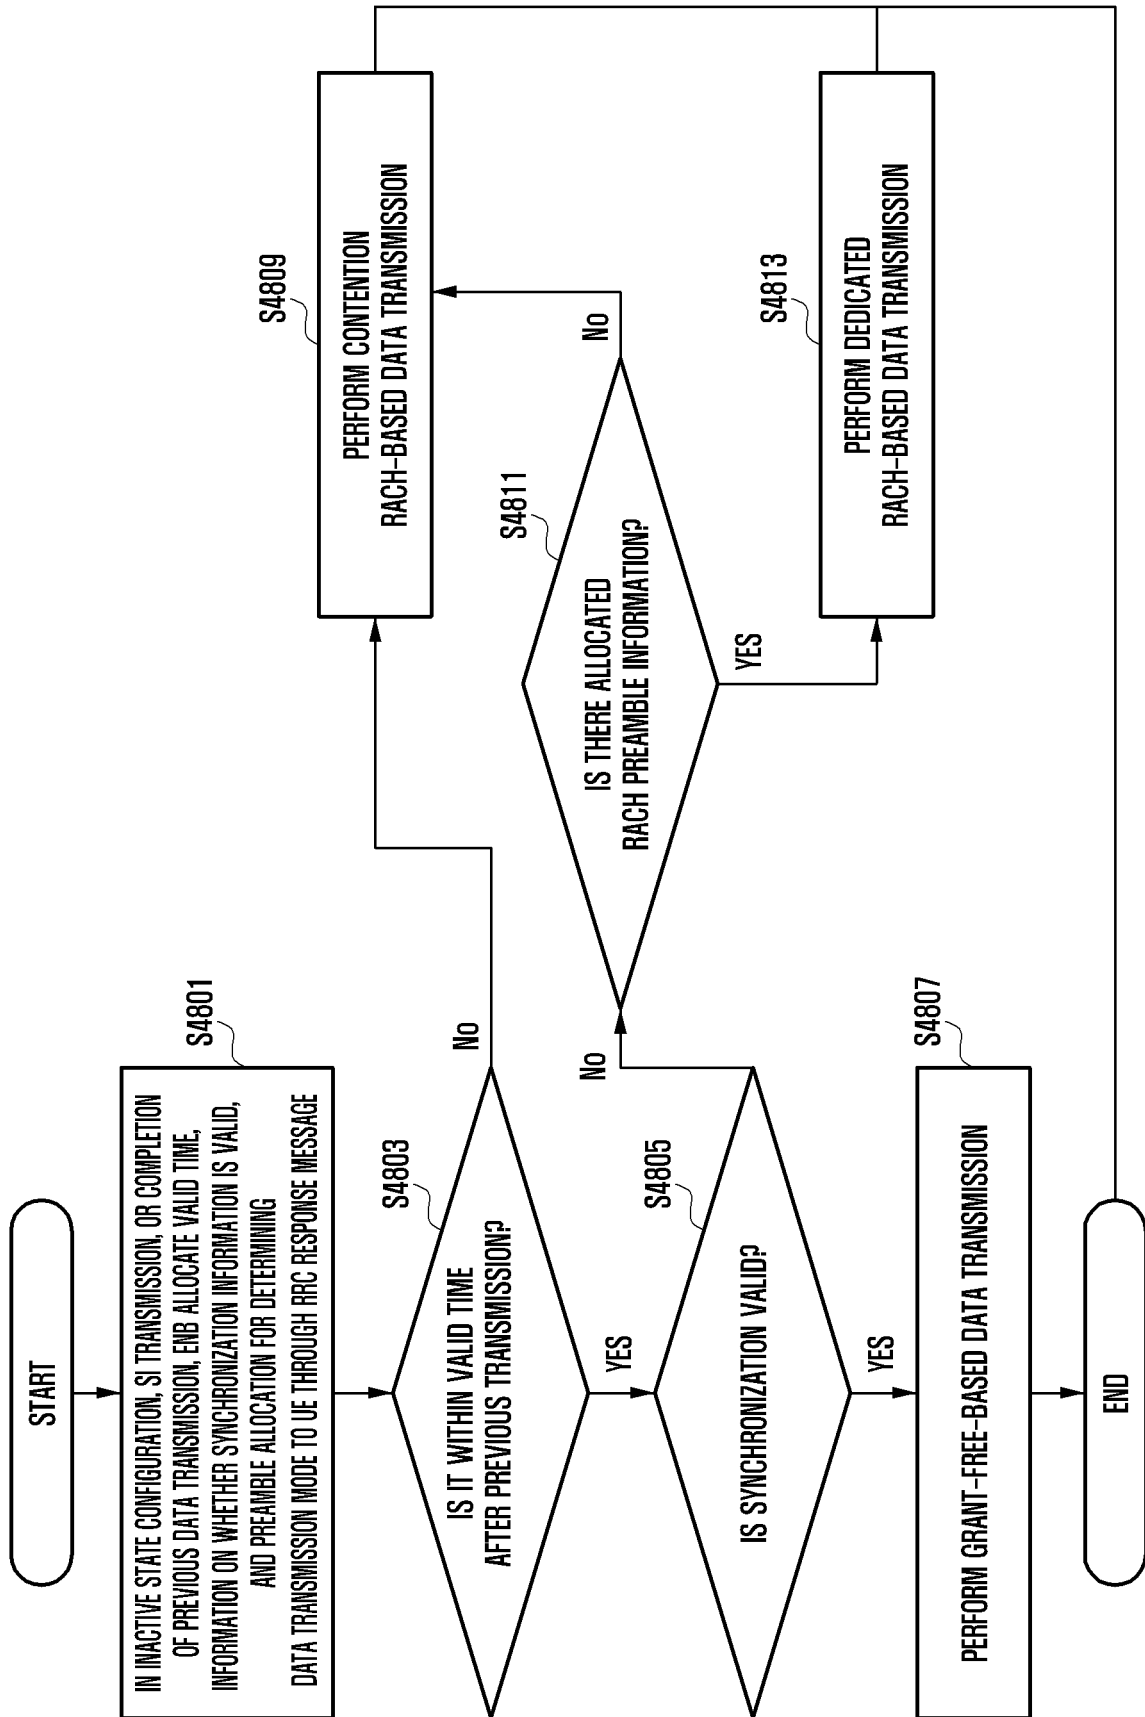 START
S4801
IN INACTIVE STATE CONFIGURATION, SI TRANSMISSION, OR COMPLETION
OF PREVIOUS DATA TRANSMISSION, ENB ALLOCATE VALID TIME,
INFORMATION ON WHETHER SYNCHRONIZATION INFORMATION IS VALID,
AND PREAMBLE ALLOCATION FOR DETERMINING
DATA TRANSMISSION MODE TO UE THROUGH RRC RESPONSE MESSAGE
S4803
IS IT WITHIN VALID TIME
AFTER PREVIOUS TRANSMISSION?
No
YES
S4805
IS SYNCHRONIZATION VALID?
No
YES
S4807
PERFORM GRANT-FREE-BASED DATA TRANSMISSION
S4809
PERFORM CONTENTION
RACH-BASED DATA TRANSMISSION
S4811
IS THERE ALLOCATED
RACH PREAMBLE INFORMATION?
No
YES
S4813
PERFORM DEDICATED
RACH-BASED DATA TRANSMISSION
END